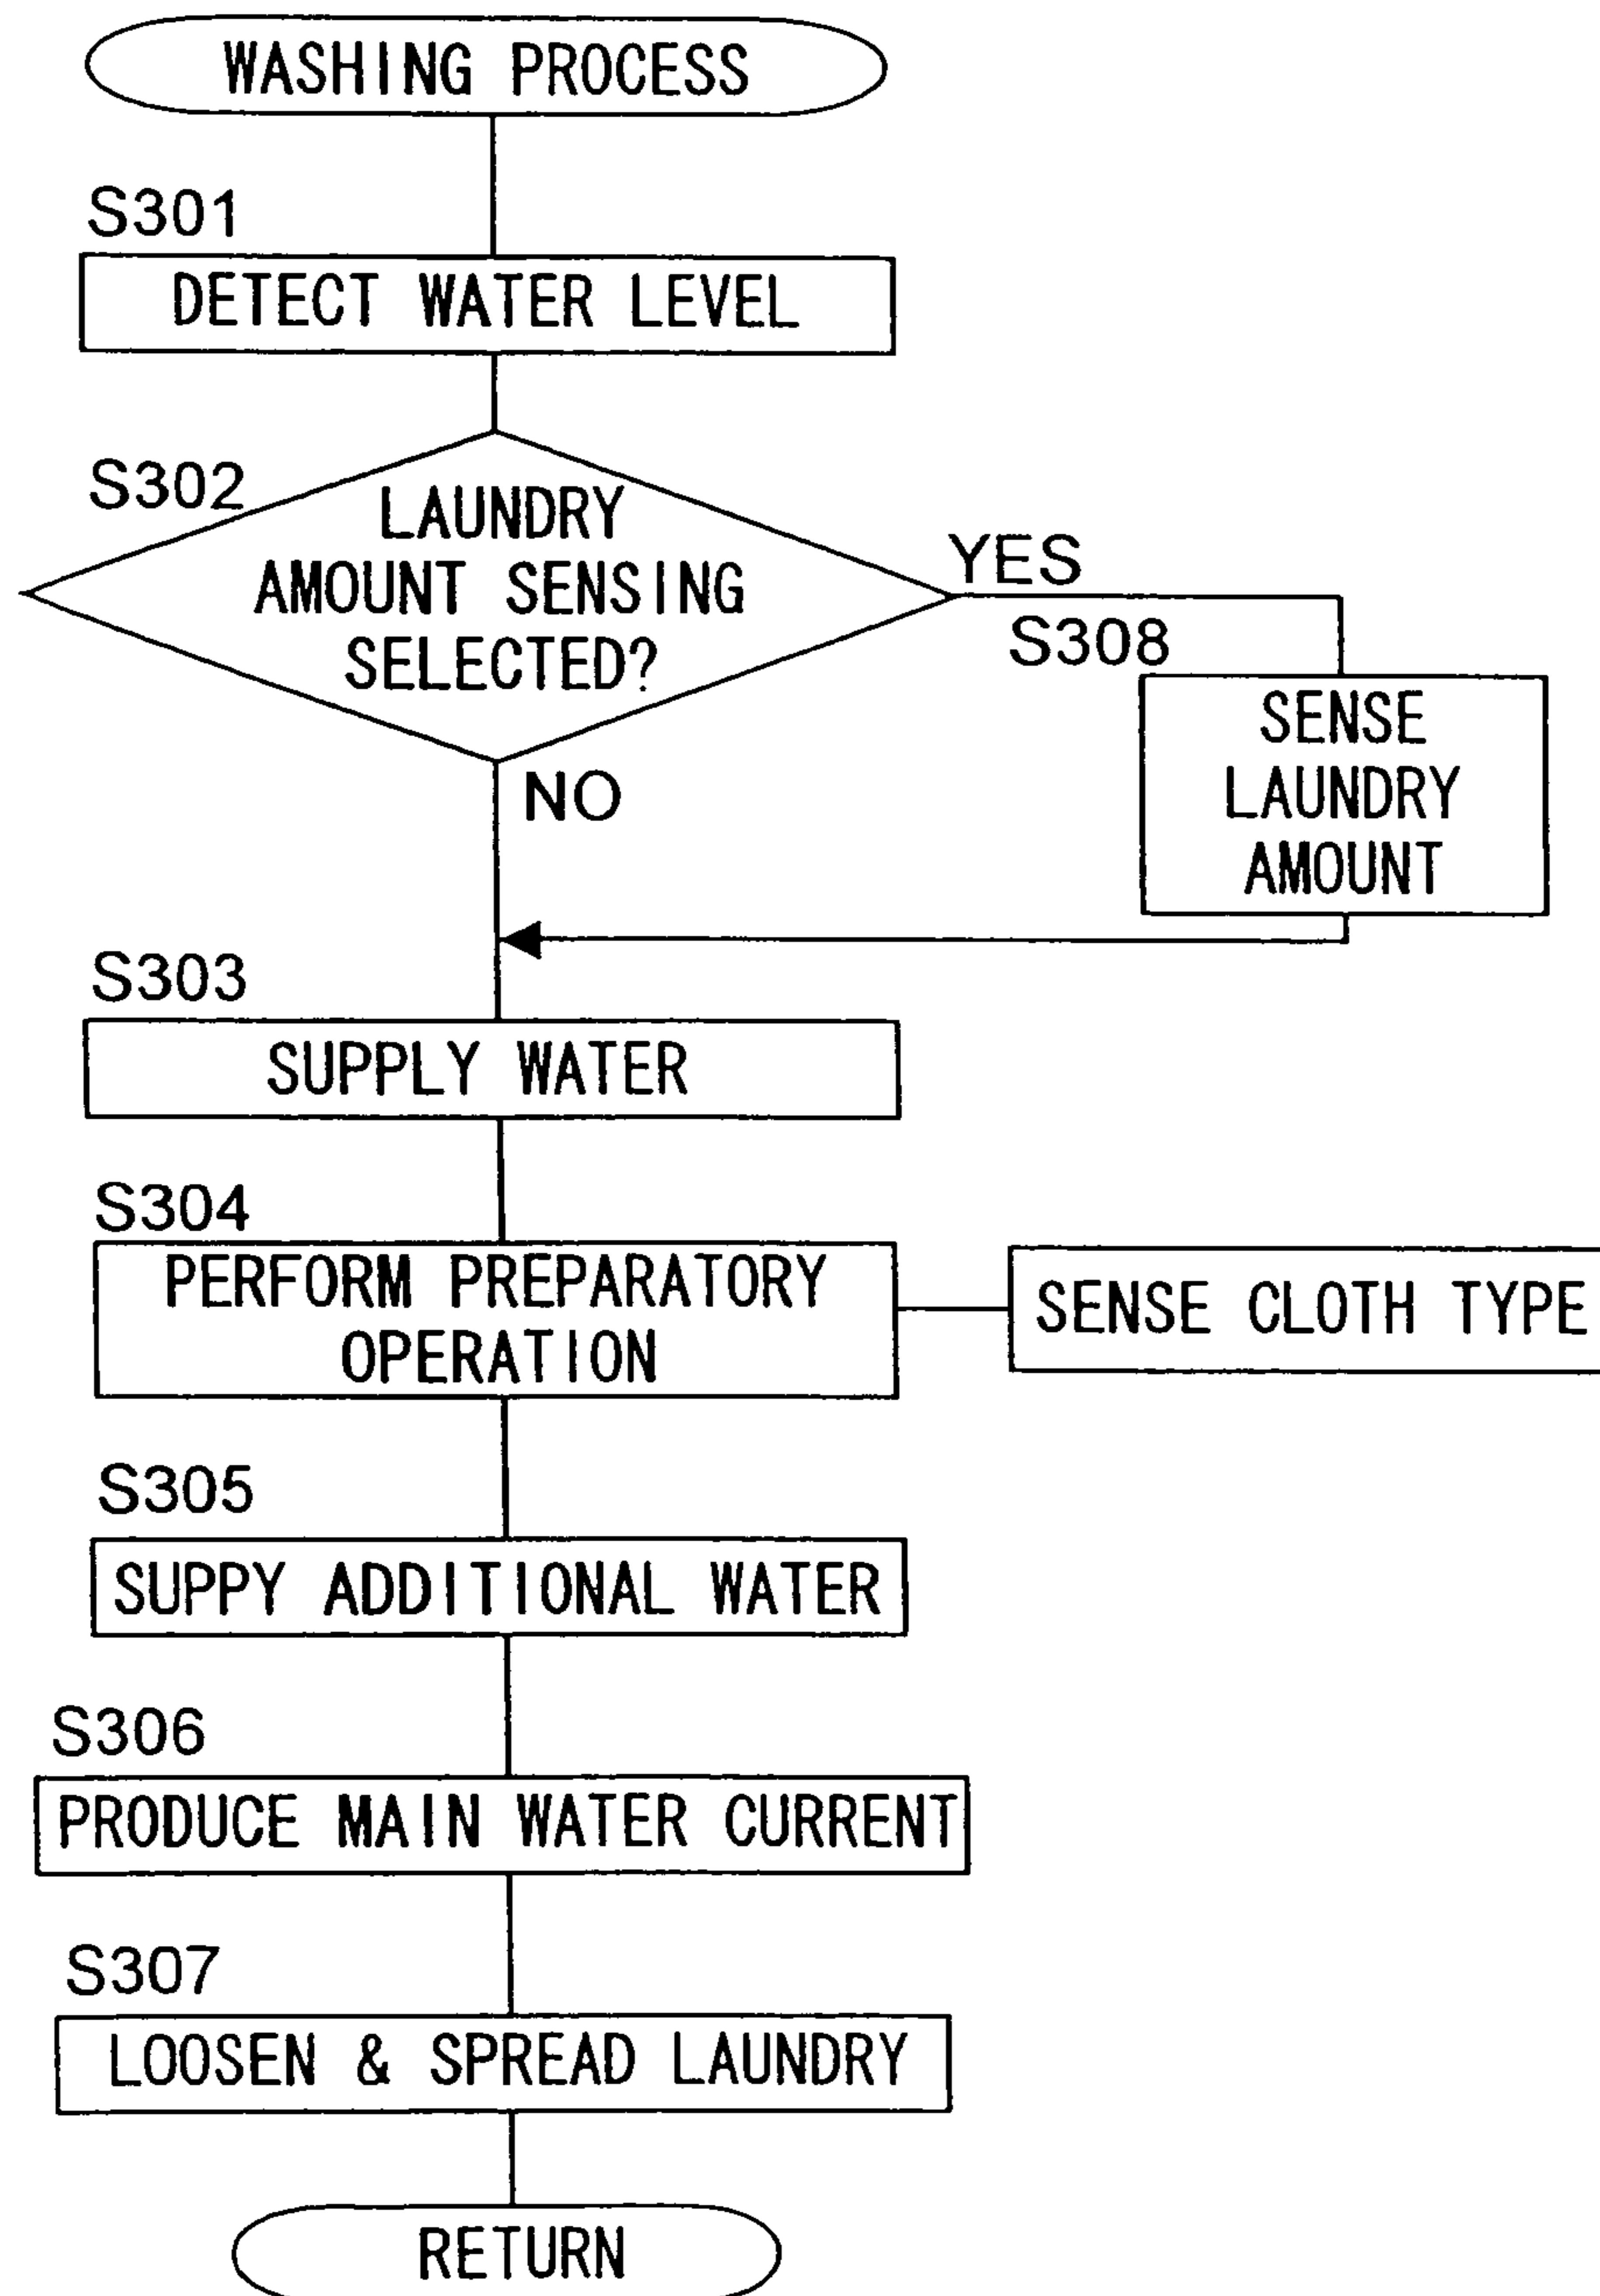 WASHING PROCESS
S301
DETECT WATER LEVEL
S302
LAUNDRY
AMOUNT SENSING
SELECTED?
YES
S308
SENSE
LAUNDRY
AMOUNT
NO
S303
SUPPLY WATER
S304
PERFORM PREPARATORY
OPERATION
SENSE CLOTH TYPE
S305
SUPPY ADDITIONAL WATER
S306
PRODUCE MAIN WATER CURRENT
S307
LOOSEN & SPREAD LAUNDRY
RETURN